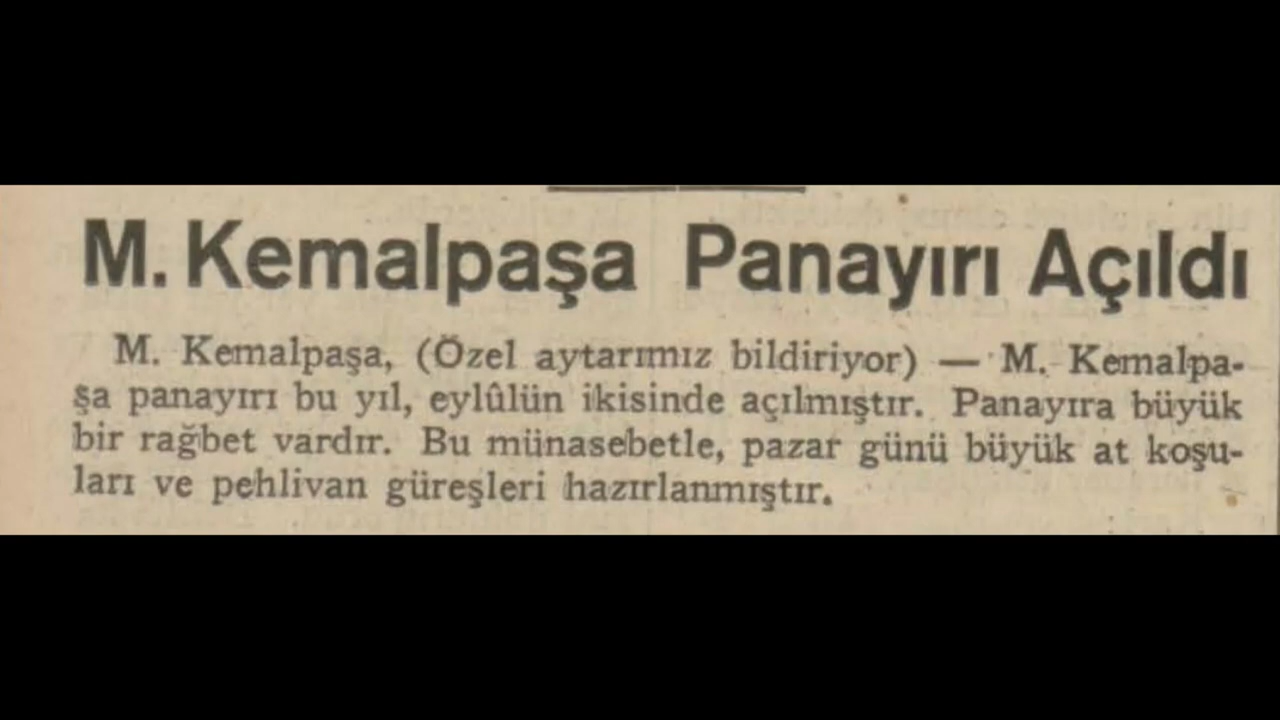 M. Kemalpaşa Panayırı Açıldı
M. Kemalpaşa, (Özel aytarımız bildiriyor) — M. Kemalpa-
şa panayırı bu yıl, eylûlün ikisinde açılmıştır. Panayıra büyük
bir rağbet vardır. Bu münasebetle, pazar günü büyük at koşu-
ları ve pehlivan güreşleri hazırlanmıştır.